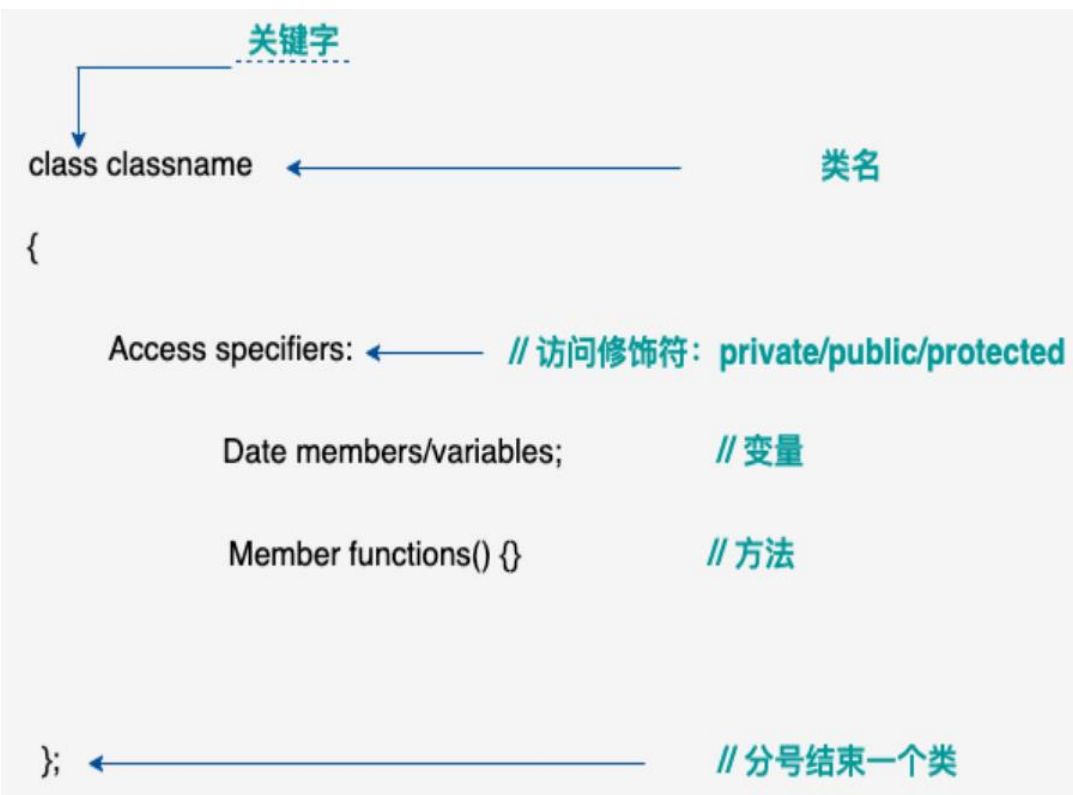 关键字
class classname 类名
{
Access specifiers: // 访问修饰符：private/public/protected
Date members/variables; // 变量
Member functions() {} // 方法
}; // 分号结束一个类